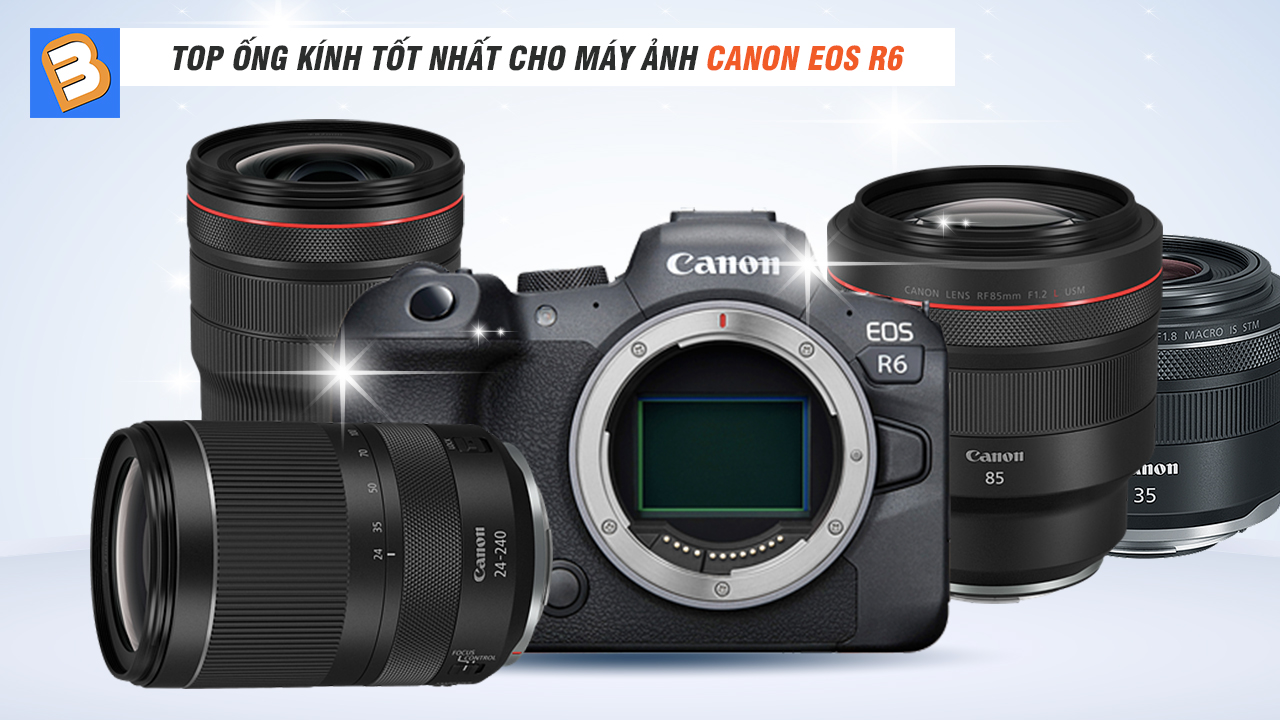 TOP ỐNG KÍNH TỐT NHẤT CHO MÁY ẢNH CANON EOS R6
Canon
EOS
R6
CANON LENS RF85mm F1.2 L USM
F1.8 MACRO IS STM
Canon
85
35
24 35 50 70
Canon
24-240
FOCUS
CONTROL